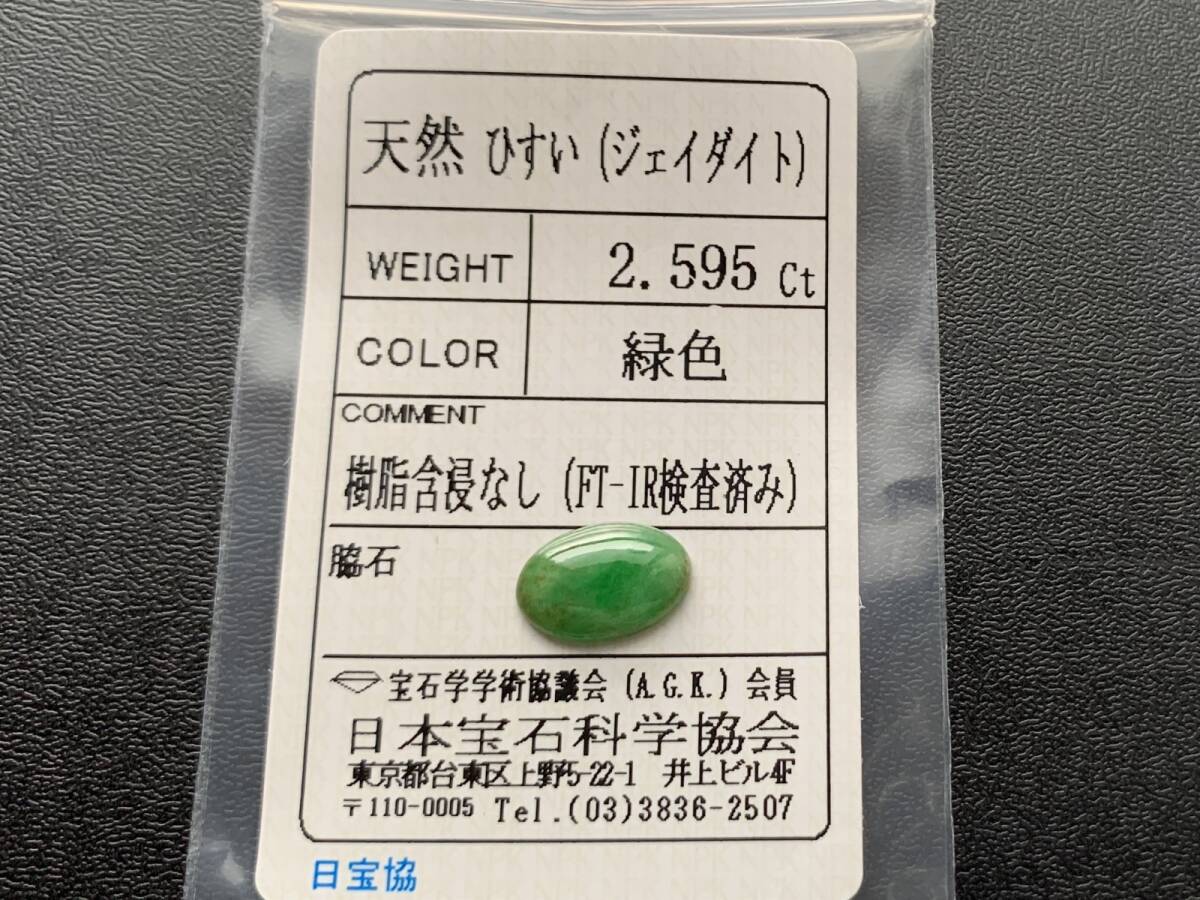 天然 ひすい (ジェイダイト)
WEIGHT 2.595 Ct
COLOR 緑色
COMMENT
樹脂含浸なし (FT-IR検査済み)
脇石
宝石学学術協議会 (A.G.K.) 会員
日本宝石科学協会
東京都台東区上野5-22-1 井上ビル4F
〒110-0005 Tel.(03)3836-2507
日宝協